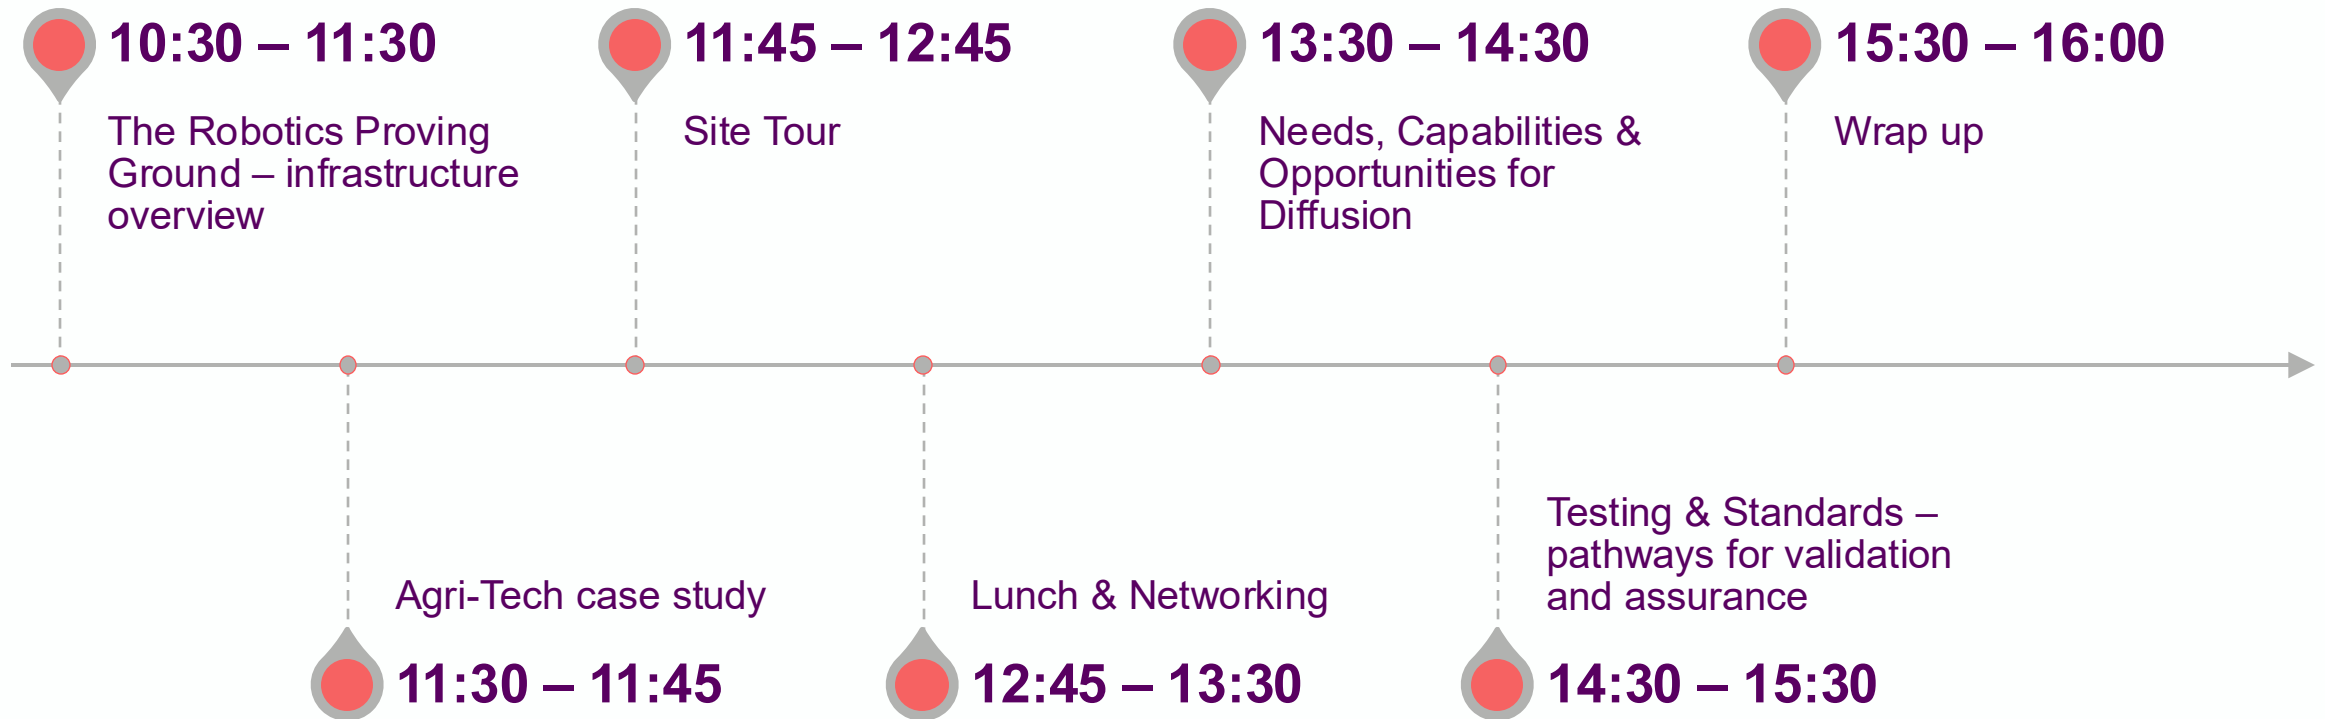 10:30 – 11:30
The Robotics Proving
Ground – infrastructure
overview
11:30 – 11:45
Agri-Tech case study
11:45 – 12:45
Site Tour
12:45 – 13:30
Lunch & Networking
13:30 – 14:30
Needs, Capabilities &
Opportunities for
Diffusion
14:30 – 15:30
Testing & Standards –
pathways for validation
and assurance
15:30 – 16:00
Wrap up